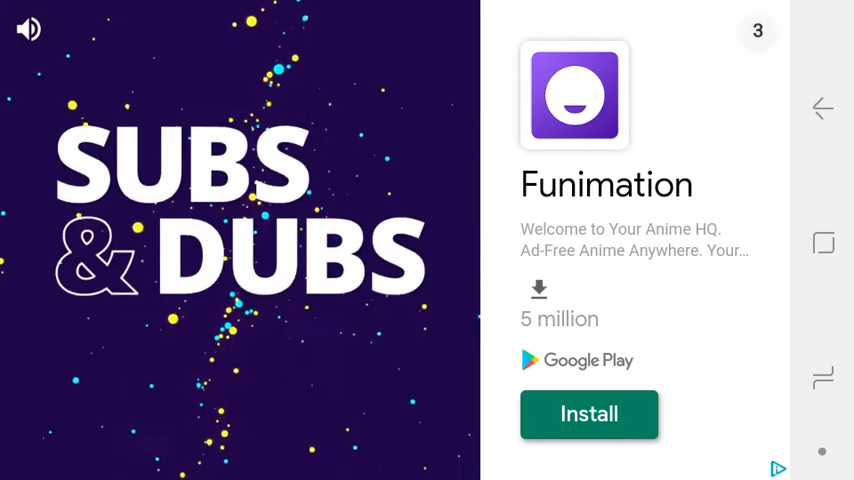 SUBS
& DUBS
3
Funimation
Welcome to Your Anime HQ.
Ad-Free Anime Anywhere. Your...
5 million
Google Play
Install